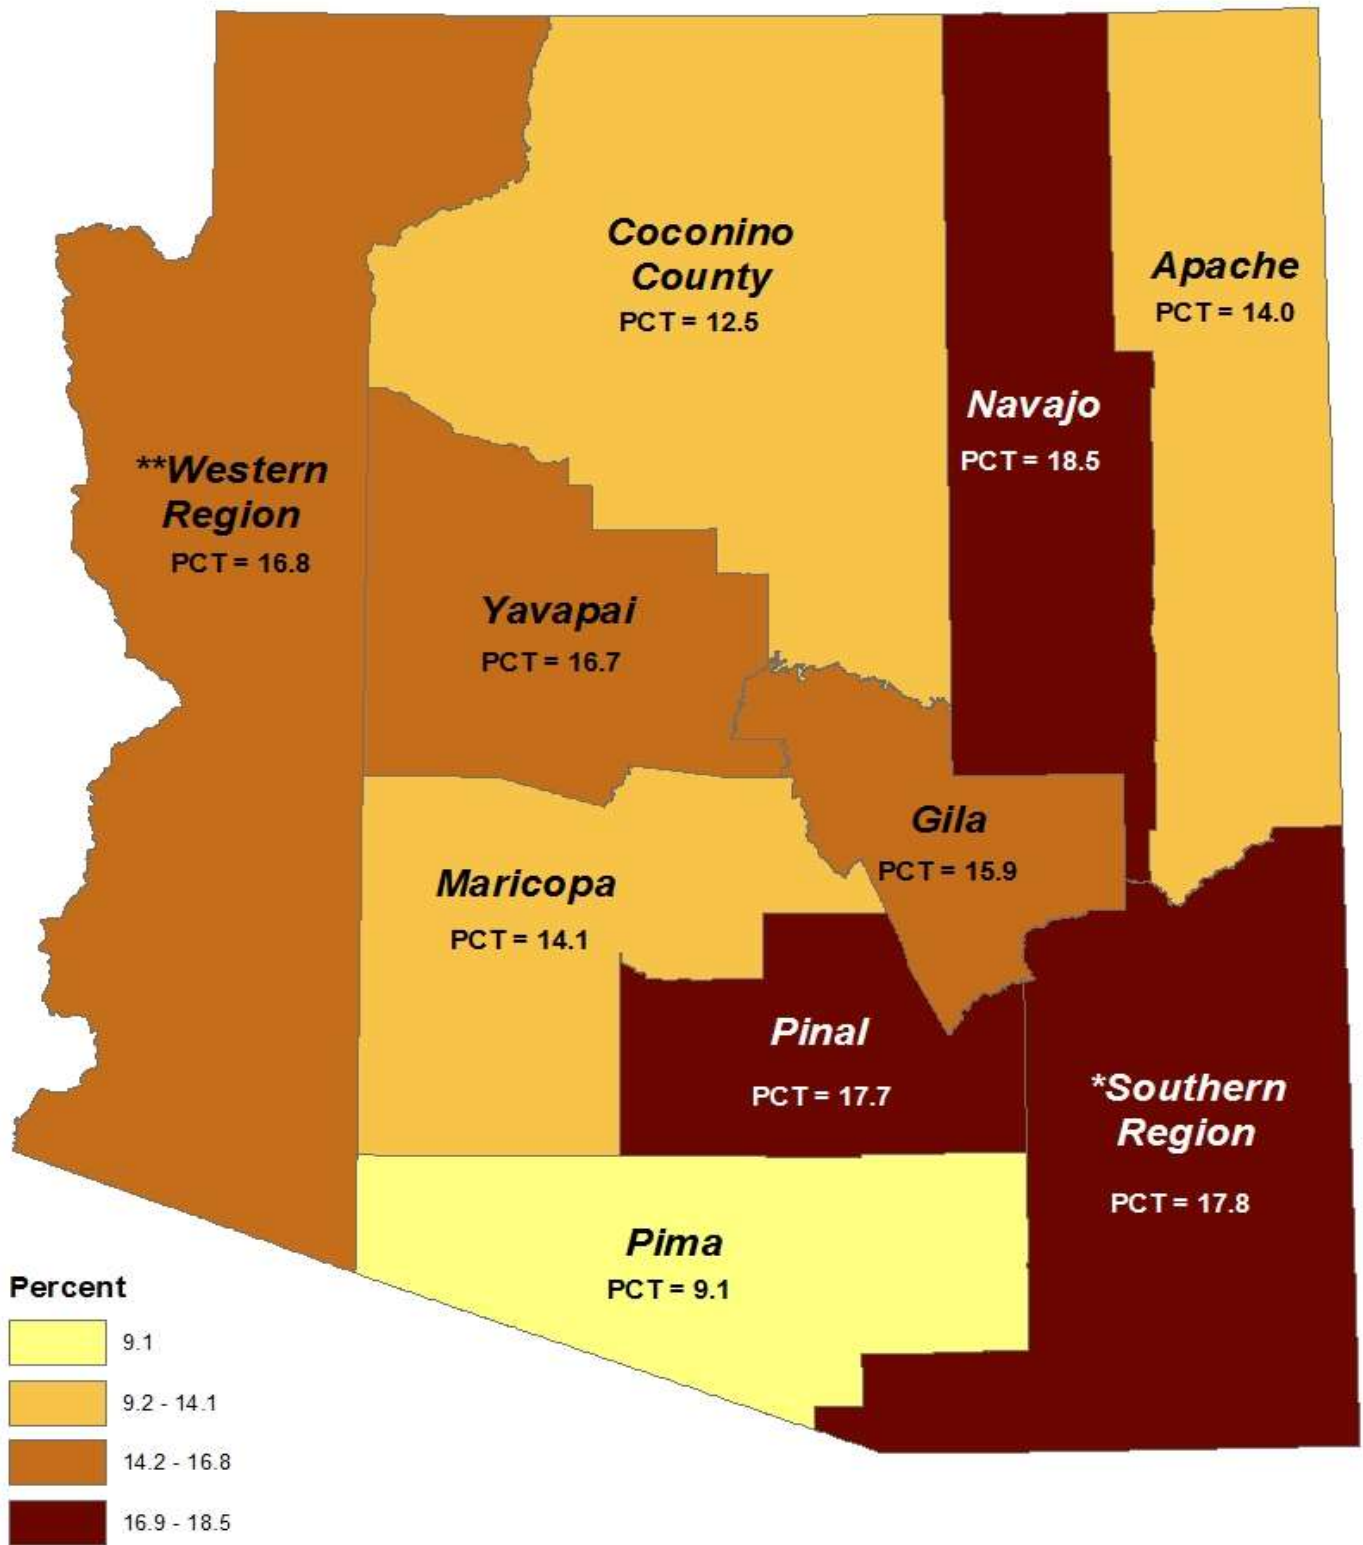 Coconino
County
PCT = 12.5
Apache
PCT = 14.0
Navajo
PCT = 18.5
**Western
Region
PCT = 16.8
Yavapai
PCT = 16.7
Gila
PCT = 15.9
Maricopa
PCT = 14.1
Pinal
PCT = 17.7
*Southern
Region
PCT = 17.8
Pima
PCT = 9.1
Percent
9.1
9.2 - 14.1
14.2 - 16.8
16.9 - 18.5